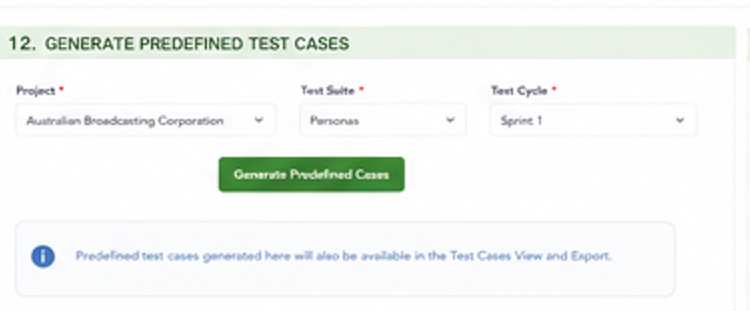 12. GENERATE PREDEFINED TEST CASES
Project * Test Suite * Test Cycle *
Australian Broadcasting Corporation Personas Sprint 1
Generate Predefined Cases
Predefined test cases generated here will also be available in the Test Cases View and Export.